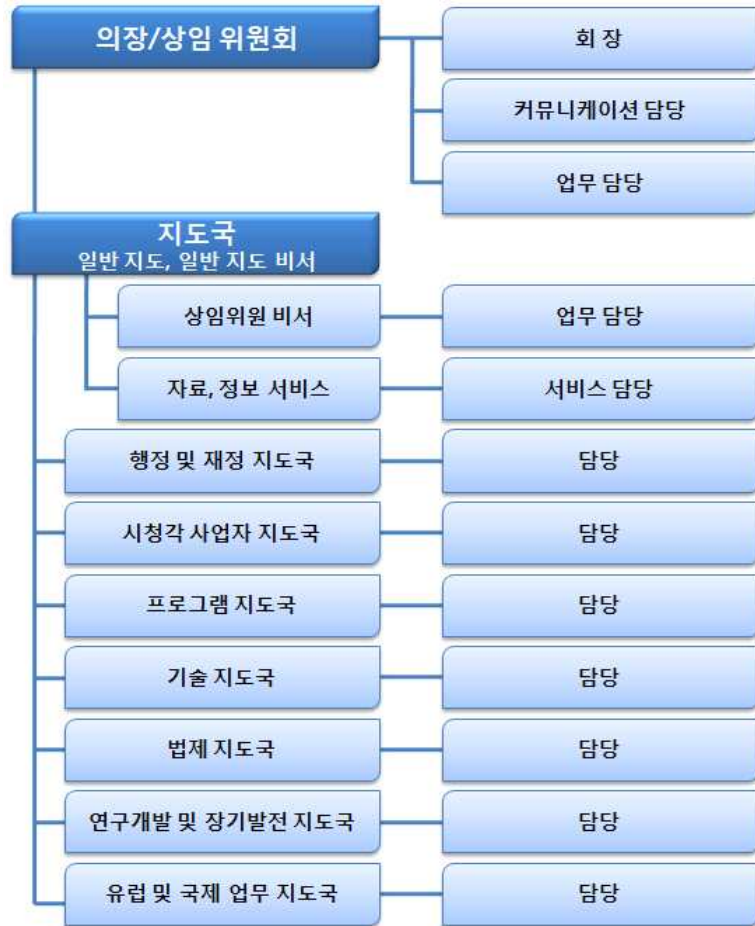 의장/상임 위원회
회 장
커뮤니케이션 담당
업무 담당
지도국
일반 지도, 일반 지도 비서
상임위원 비서
업무 담당
자료, 정보 서비스
서비스 담당
행정 및 재정 지도국
담당
시청각 사업자 지도국
담당
프로그램 지도국
담당
기술 지도국
담당
법제 지도국
담당
연구개발 및 장기발전 지도국
담당
유럽 및 국제 업무 지도국
담당